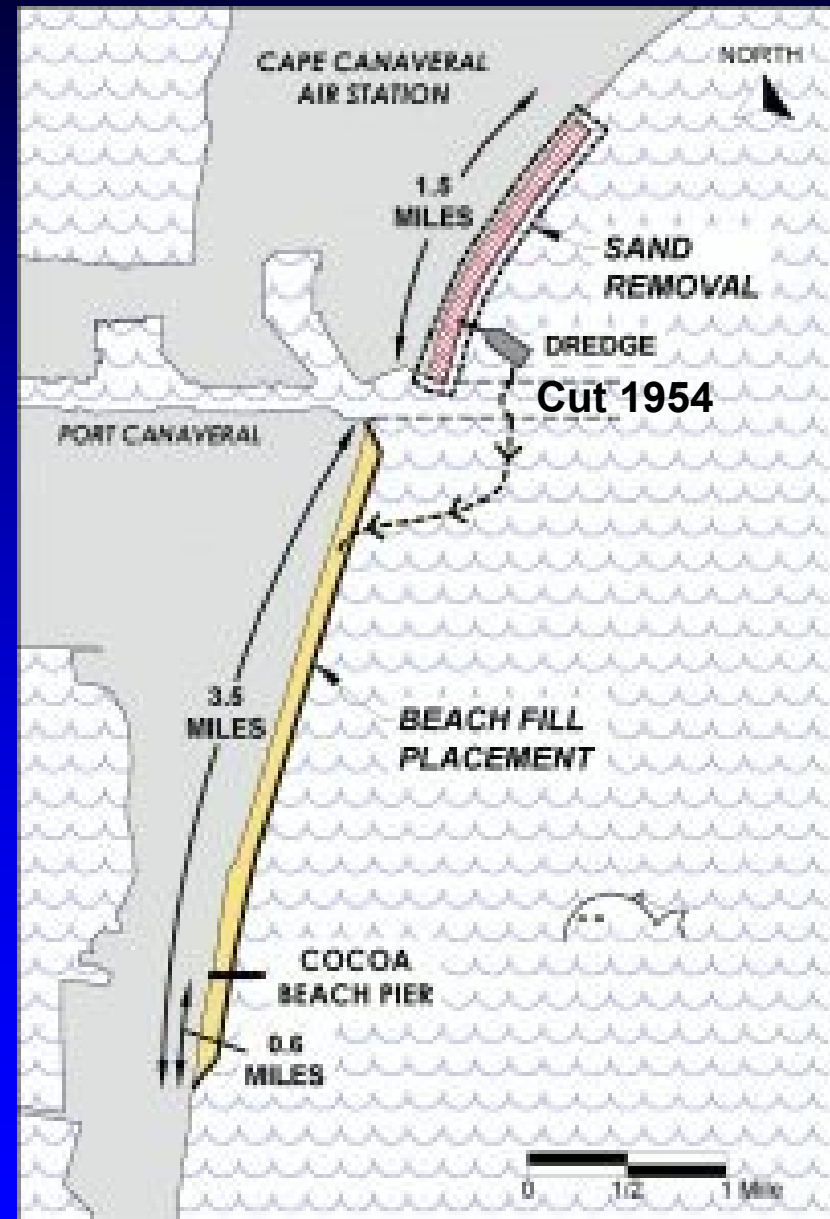 CAPE CANAVERAL
AIR STATION
NORTH
1.5
MILES
SAND
REMOVAL
DREDGE
Cut 1954
PORT CANAVERAL
3.5
MILES
BEACH FILL
PLACEMENT
COCOA
BEACH PIER
0.6
MILES
0 1/2 1 Mile